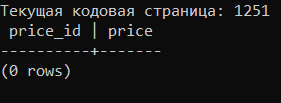 Текущая кодовая страница: 1251
 price_id | price
----------+-------
(0 rows)